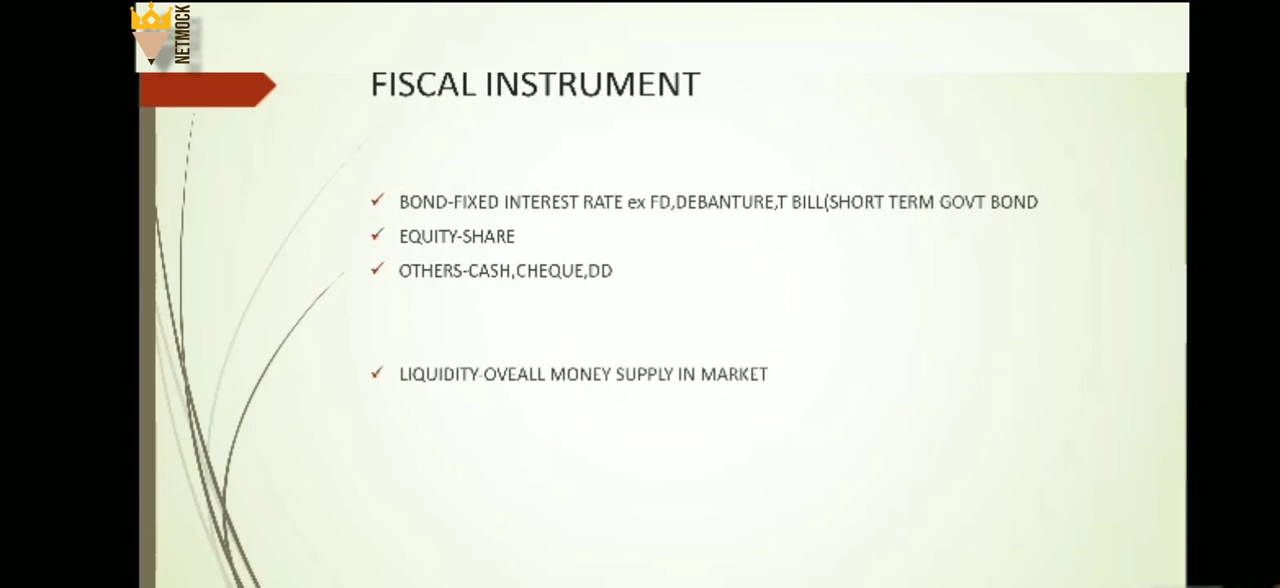 NETMOCK
FISCAL INSTRUMENT
BOND-FIXED INTEREST RATE ex FD,DEBANTURE,T BILL(SHORT TERM GOVT BOND
EQUITY-SHARE
OTHERS-CASH,CHEQUE,DD
LIQUIDITY-OVEALL MONEY SUPPLY IN MARKET